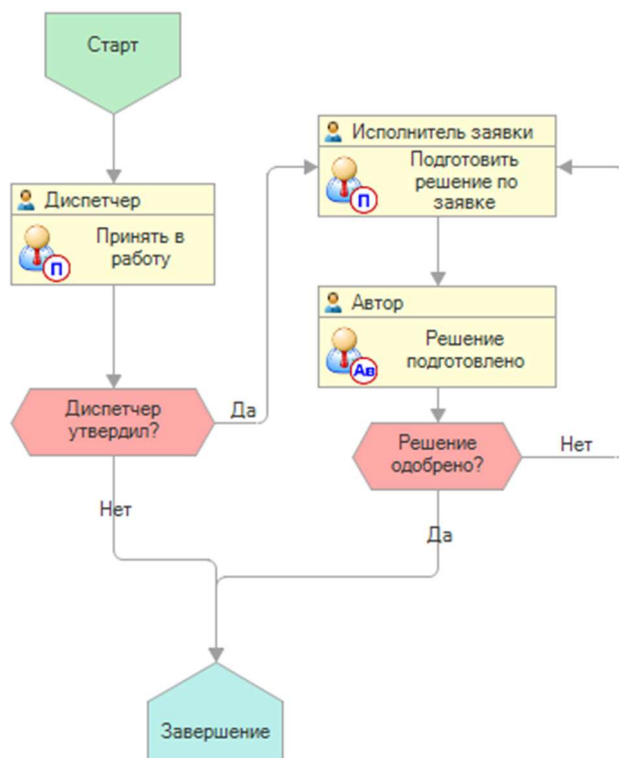 Старт
Диспетчер
Принять в
работу
П
Диспетчер
утвердил?
Да
Нет
Исполнитель заявки
Подготовить
решение по
заявке
П
Автор
Решение
подготовлено
Ав
Решение
одобрено?
Нет
Да
Завершение